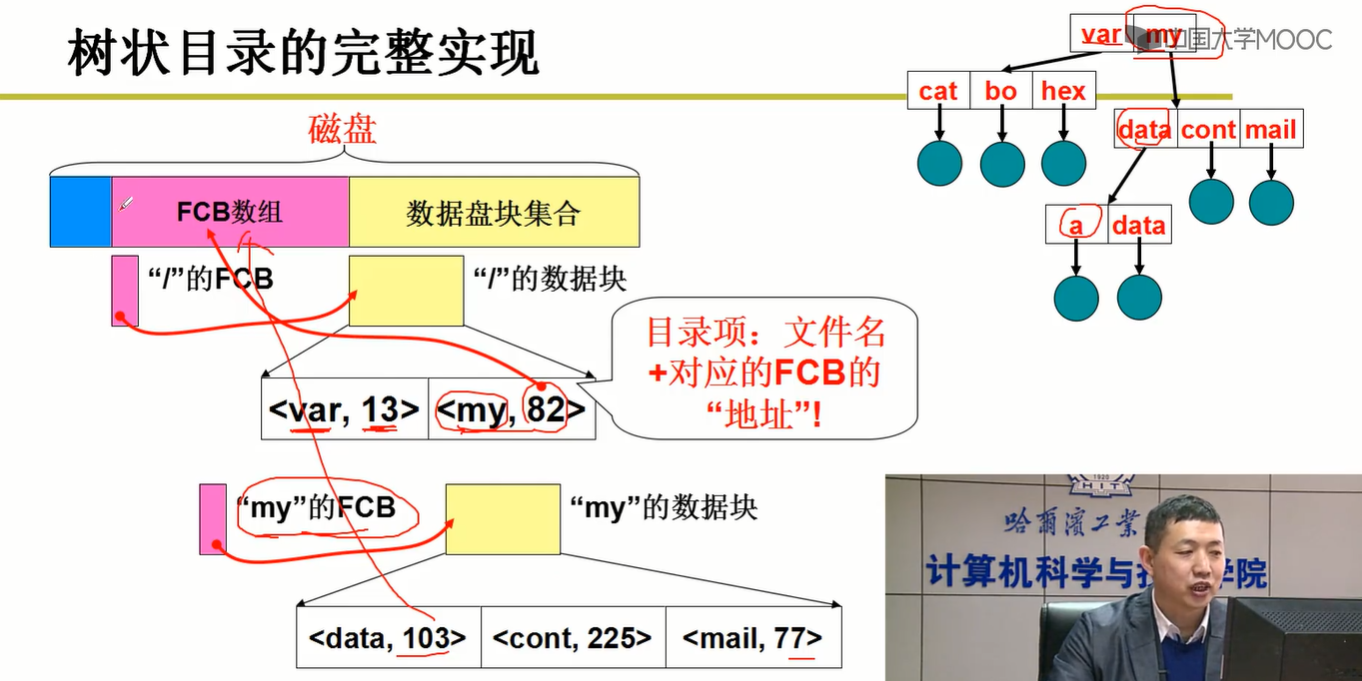 树状目录的完整实现
中国大学MOOC
var my
cat bo hex
data cont mail
a data
磁盘
FCB数组
数据盘块集合
“/”的FCB
“/”的数据块
目录项：文件名
+对应的FCB的
“地址”!
<var, 13> <my, 82>
“my”的FCB
“my”的数据块
<data, 103> <cont, 225> <mail, 77>
1920
HIT
哈尔滨工业
计算机科学与
学院